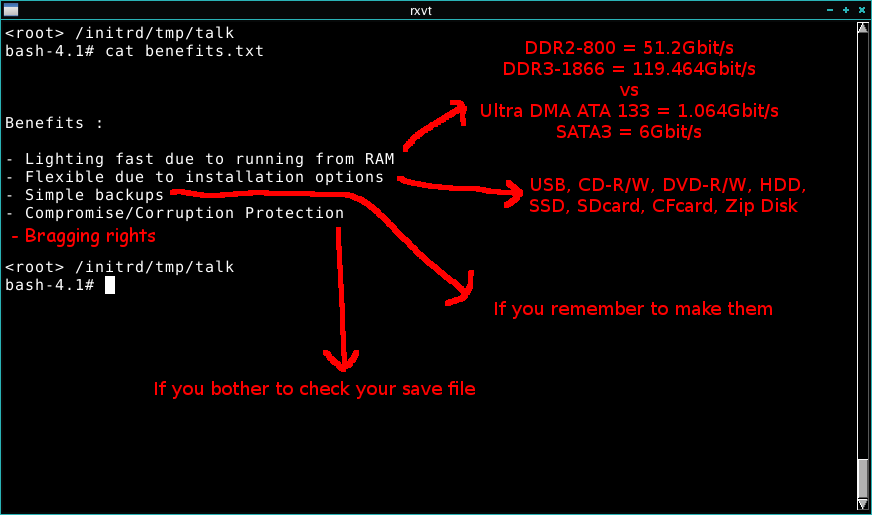 rxvt
<root> /initrd/tmp/talk
bash-4.1# cat benefits.txt
Benefits :
- Lighting fast due to running from RAM
- Flexible due to installation options
- Simple backups
- Compromise/Corruption Protection
- Bragging rights
<root> /initrd/tmp/talk
bash-4.1#
DDR2-800 = 51.2Gbit/s
DDR3-1866 = 119.464Gbit/s
vs
Ultra DMA ATA 133 = 1.064Gbit/s
SATA3 = 6Gbit/s
USB, CD-R/W, DVD-R/W, HDD,
SSD, SDcard, CFcard, Zip Disk
If you remember to make them
If you bother to check your save file